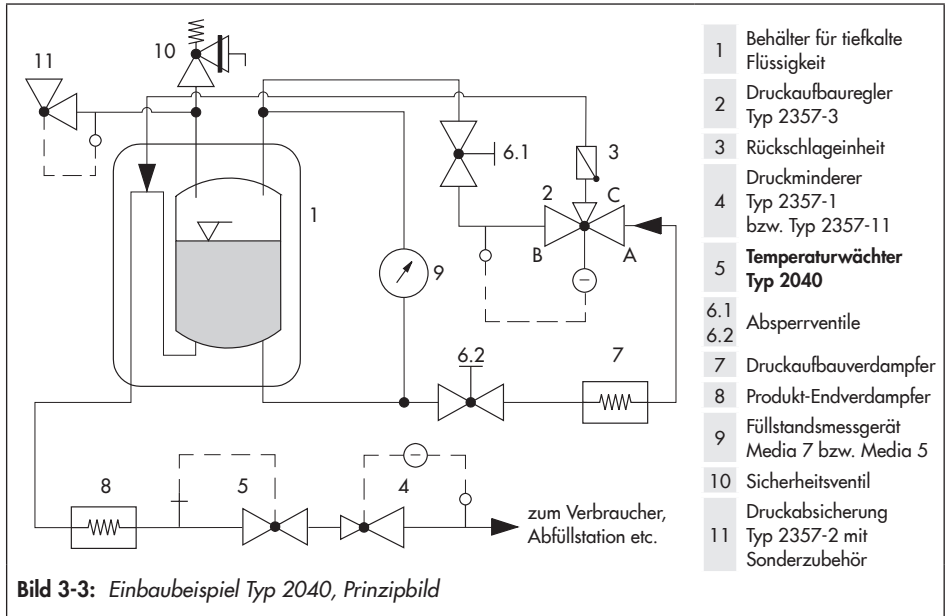 11
10
1
6.1
3
2
C
B
A
9
6.2
7
8
5
4
zum Verbraucher,
Abfüllstation etc.
1 Behälter für tiefkalte
Flüssigkeit
2 Druckaufbauregler
Typ 2357-3
3 Rückschlageinheit
4 Druckminderer
Typ 2357-1
bzw. Typ 2357-11
5 Temperaturwächter
Typ 2040
6.1
6.2 Absperrventile
7 Druckaufbauverdampfer
8 Produkt-Endverdampfer
9 Füllstandsmessgerät
Media 7 bzw. Media 5
10 Sicherheitsventil
11 Druckabsicherung
Typ 2357-2 mit
Sonderzubehör
Bild 3-3: Einbaubeispiel Typ 2040, Prinzipbild